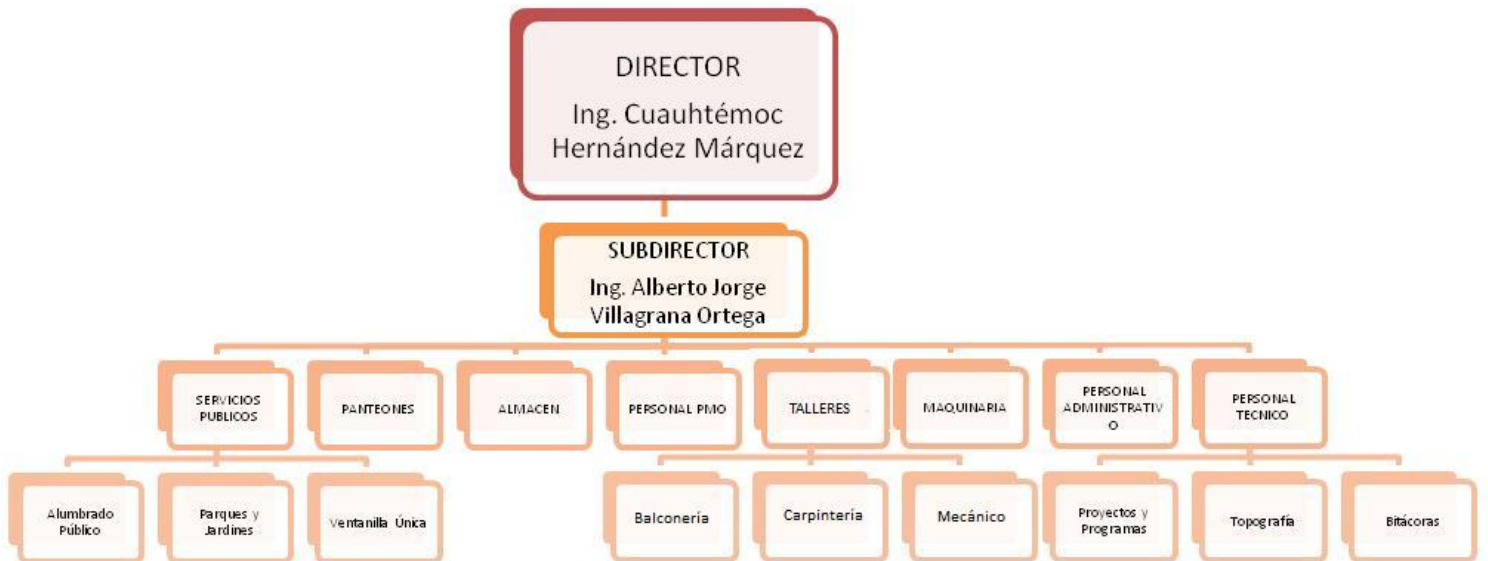 DIRECTOR
Ing. Cuauhtémoc
Hernández Márquez
SUBDIRECTOR
Ing. Alberto Jorge
Villagrana Ortega
SERVICIOS
PUBLICOS
PANTEONES
ALMACEN
PERSONAL PMO
TALLERES
MAQUINARIA
PERSONAL
ADMINISTRATIV
O
PERSONAL
TECNICO
Alumbrado
Público
Parques y
Jardines
Ventanilla Única
Balconería
Carpintería
Mecánico
Proyectos y
Programas
Topografía
Bitácoras